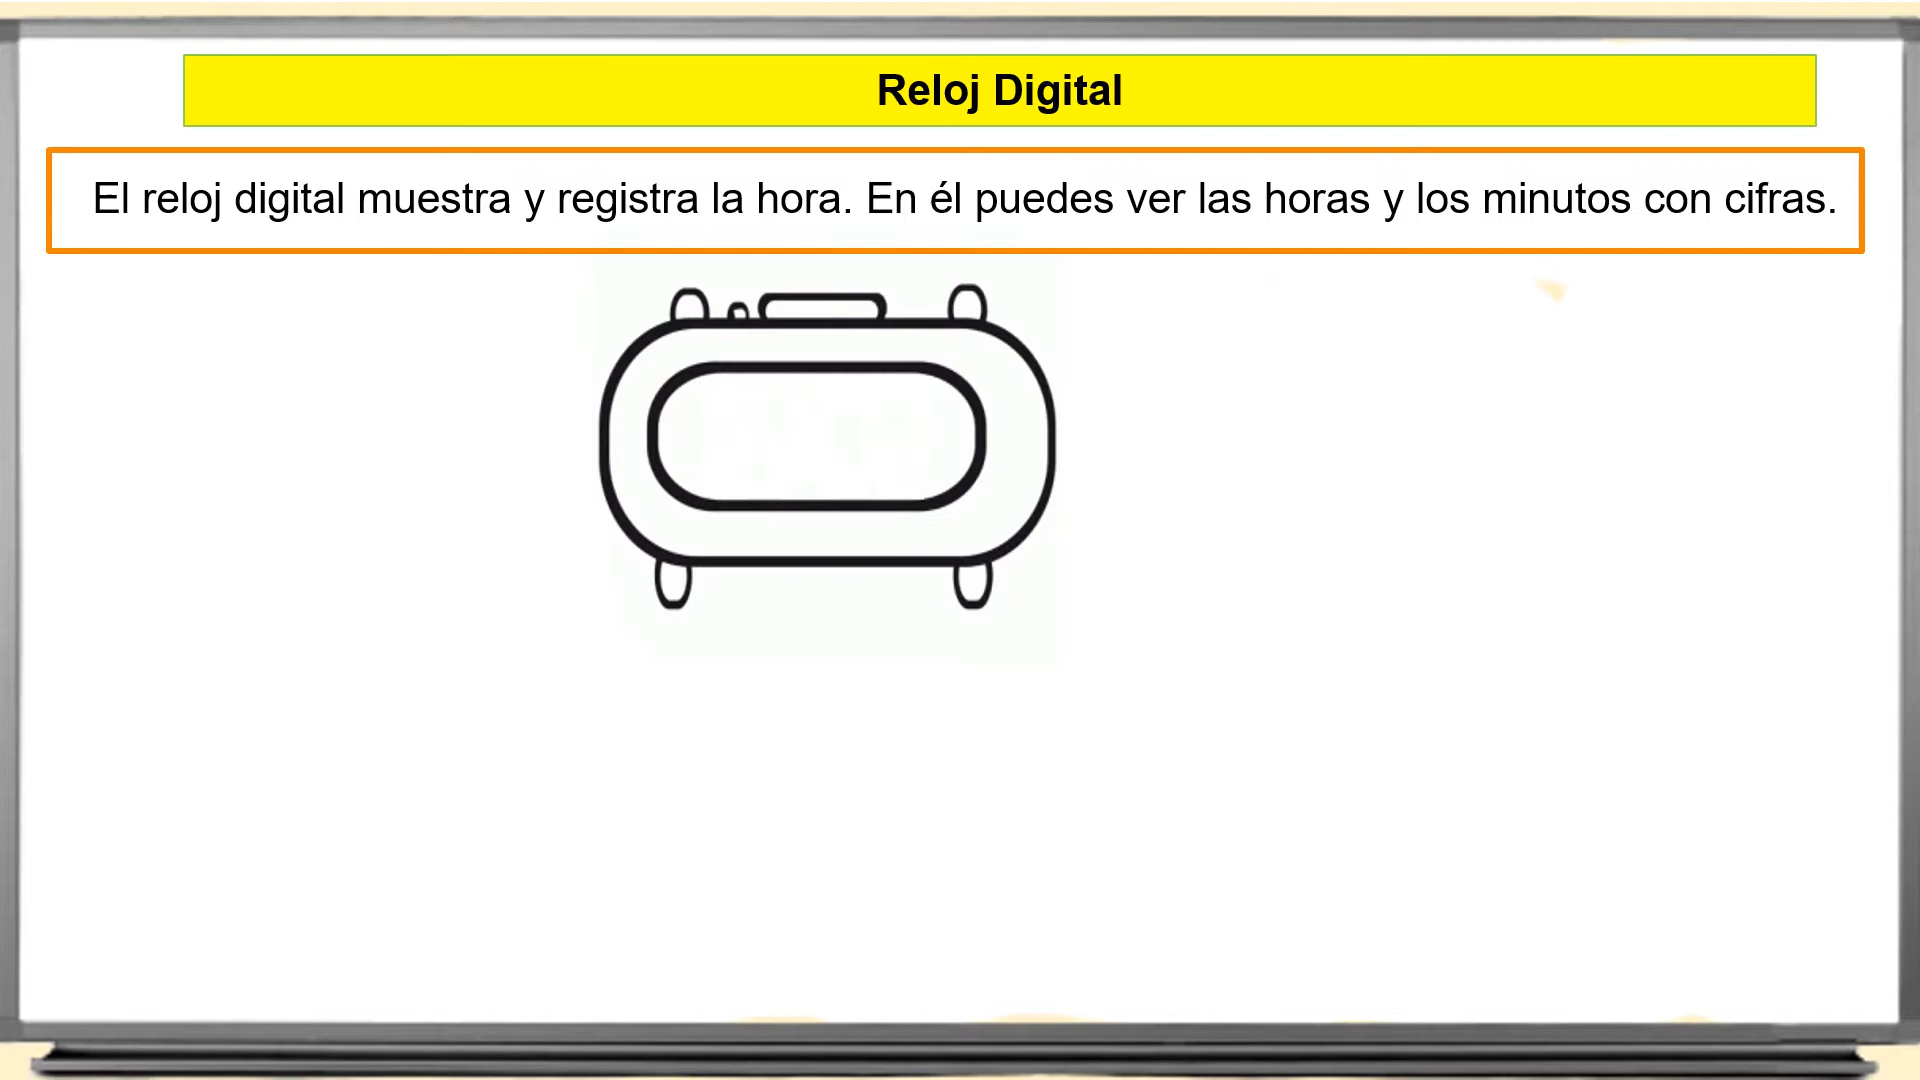 Reloj Digital
El reloj digital muestra y registra la hora. En él puedes ver las horas y los minutos con cifras.